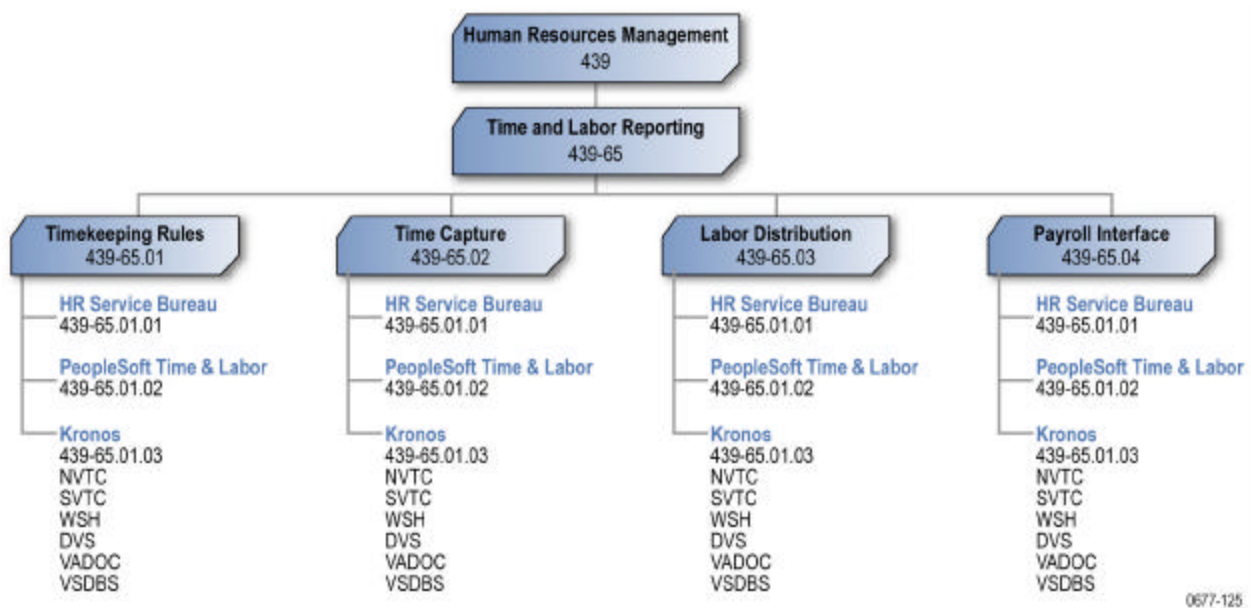 Human Resources Management
439
Time and Labor Reporting
439-65
Timekeeping Rules
439-65.01
HR Service Bureau
439-65.01.01
PeopleSoft Time & Labor
439-65.01.02
Kronos
439-65.01.03
NVTC
SVTC
WSH
DVS
VADOC
VSDBS
Time Capture
439-65.02
HR Service Bureau
439-65.01.01
PeopleSoft Time & Labor
439-65.01.02
Kronos
439-65.01.03
NVTC
SVTC
WSH
DVS
VADOC
VSDBS
Labor Distribution
439-65.03
HR Service Bureau
439-65.01.01
PeopleSoft Time & Labor
439-65.01.02
Kronos
439-65.01.03
NVTC
SVTC
WSH
DVS
VADOC
VSDBS
Payroll Interface
439-65.04
HR Service Bureau
439-65.01.01
PeopleSoft Time & Labor
439-65.01.02
Kronos
439-65.01.03
NVTC
SVTC
WSH
DVS
VADOC
VSDBS
0677-125